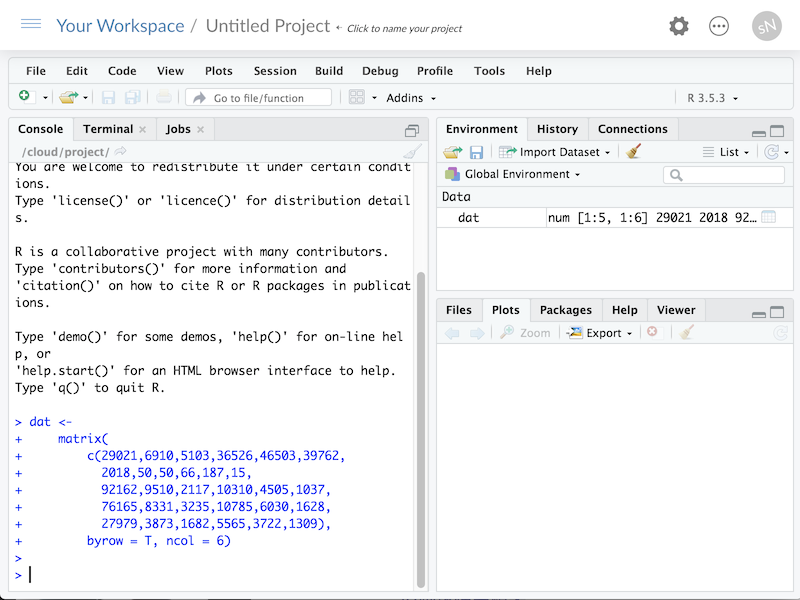 Your Workspace / Untitled Project ← Click to name your project
sN
File Edit Code View Plots Session Build Debug Profile Tools Help
Go to file/function Addins R 3.5.3
Console Terminal Jobs
/cloud/project/
You are welcome to redistribute it under certain condit
ions.
Type 'license()' or 'licence()' for distribution detail
s.
R is a collaborative project with many contributors.
Type 'contributors()' for more information and
'citation()' on how to cite R or R packages in publicat
ions.
Type 'demo()' for some demos, 'help()' for on-line hel
p, or
'help.start()' for an HTML browser interface to help.
Type 'q()' to quit R.
> dat <-
+     matrix(
+         c(29021,6910,5103,36526,46503,39762,
+           2018,50,50,66,187,15,
+           92162,9510,2117,10310,4505,1037,
+           76165,8331,3235,10785,6030,1628,
+           27979,3873,1682,5565,3722,1309),
+         byrow = T, ncol = 6)
>
>
Environment History Connections
Import Dataset List
Global Environment
Data
dat num [1:5, 1:6] 29021 2018 92…
Files Plots Packages Help Viewer
Zoom Export